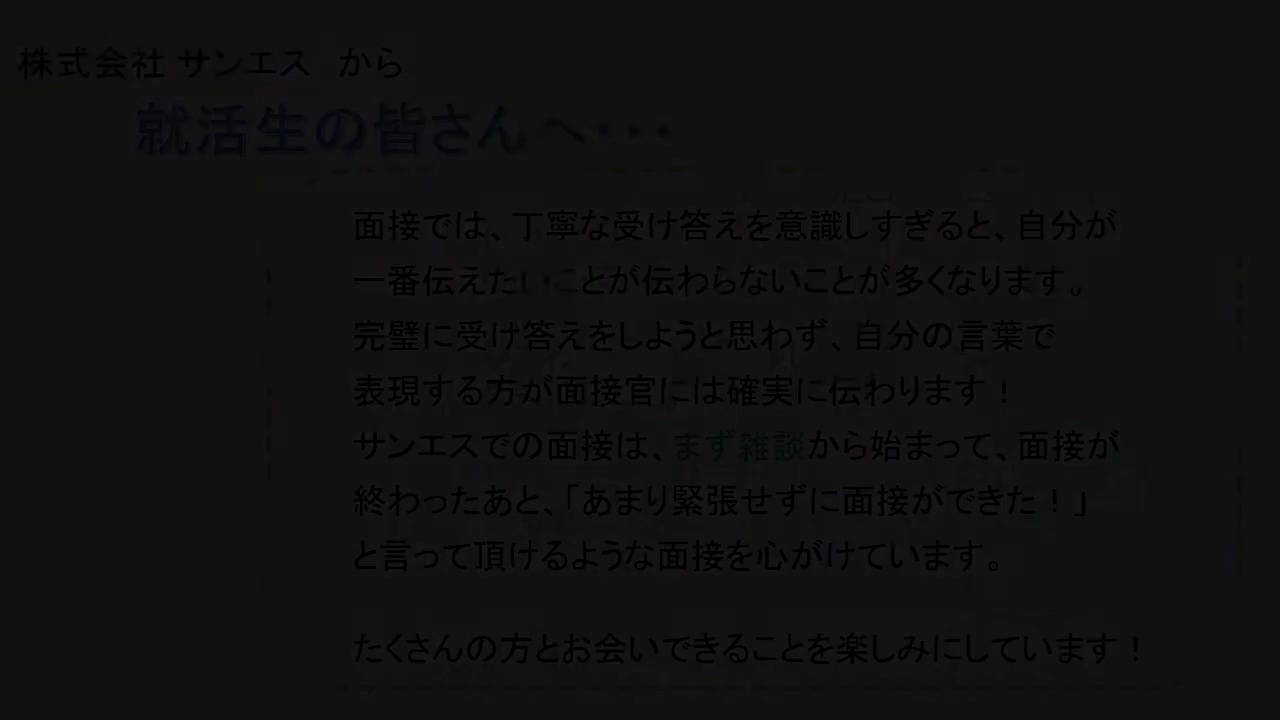 株式会社 サンエス　から
就活生の皆さんへ・・・
面接では、丁寧な受け答えを意識しすぎると、自分が
一番伝えたいことが伝わらないことが多くなります。
完璧に受け答えをしようと思わず、自分の言葉で
表現する方が面接官には確実に伝わります！
サンエスでの面接は、まず雑談から始まって、面接が
終わったあと、「あまり緊張せずに面接ができた！」
と言って頂けるような面接を心がけています。
たくさんの方とお会いできることを楽しみにしています！